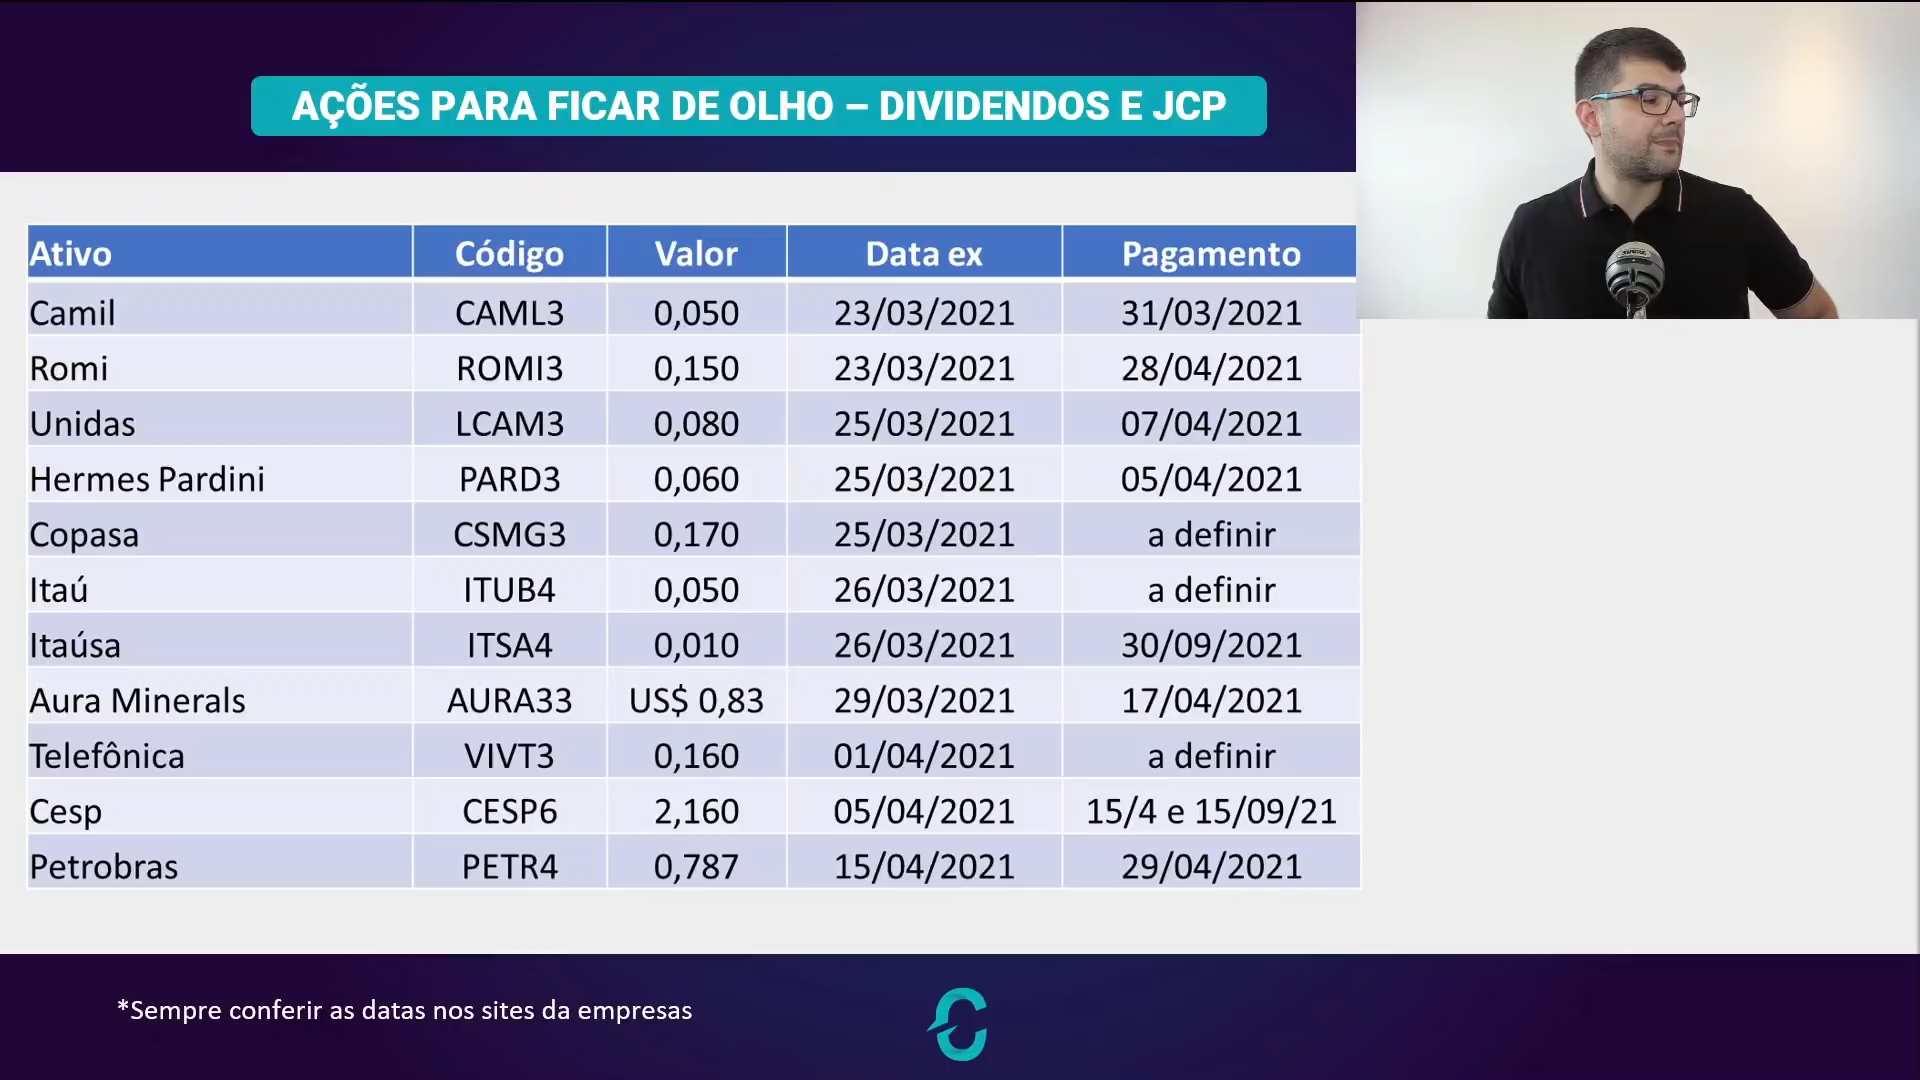 AÇÕES PARA FICAR DE OLHO – DIVIDENDOS E JCP
Ativo Código Valor Data ex Pagamento
Camil CAML3 0,050 23/03/2021 31/03/2021
Romi ROMI3 0,150 23/03/2021 28/04/2021
Unidas LCAM3 0,080 25/03/2021 07/04/2021
Hermes Pardini PARD3 0,060 25/03/2021 05/04/2021
Copasa CSMG3 0,170 25/03/2021 a definir
Itaú ITUB4 0,050 26/03/2021 a definir
Itaúsa ITSA4 0,010 26/03/2021 30/09/2021
Aura Minerals AURA33 US$ 0,83 29/03/2021 17/04/2021
Telefônica VIVT3 0,160 01/04/2021 a definir
Cesp CESP6 2,160 05/04/2021 15/4 e 15/09/21
Petrobras PETR4 0,787 15/04/2021 29/04/2021
*Sempre conferir as datas nos sites da empresas